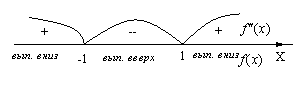 + -- + f"(x)
вып. вниз -1 вып. вверх 1 вып. вниз f(x) X